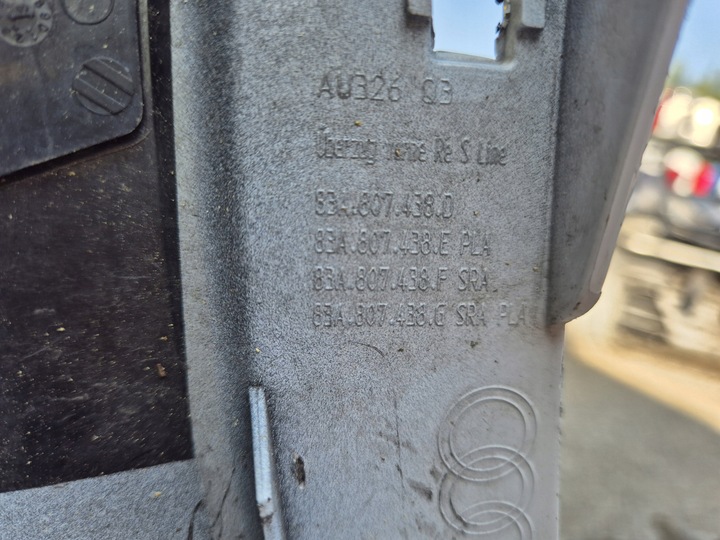 AU326 Q3
Überzug vorne Re S Line
83A.807.438.D
83A.807.438.E PLA
83A.807.438.F SRA
83A.807.438.G SRA PLA